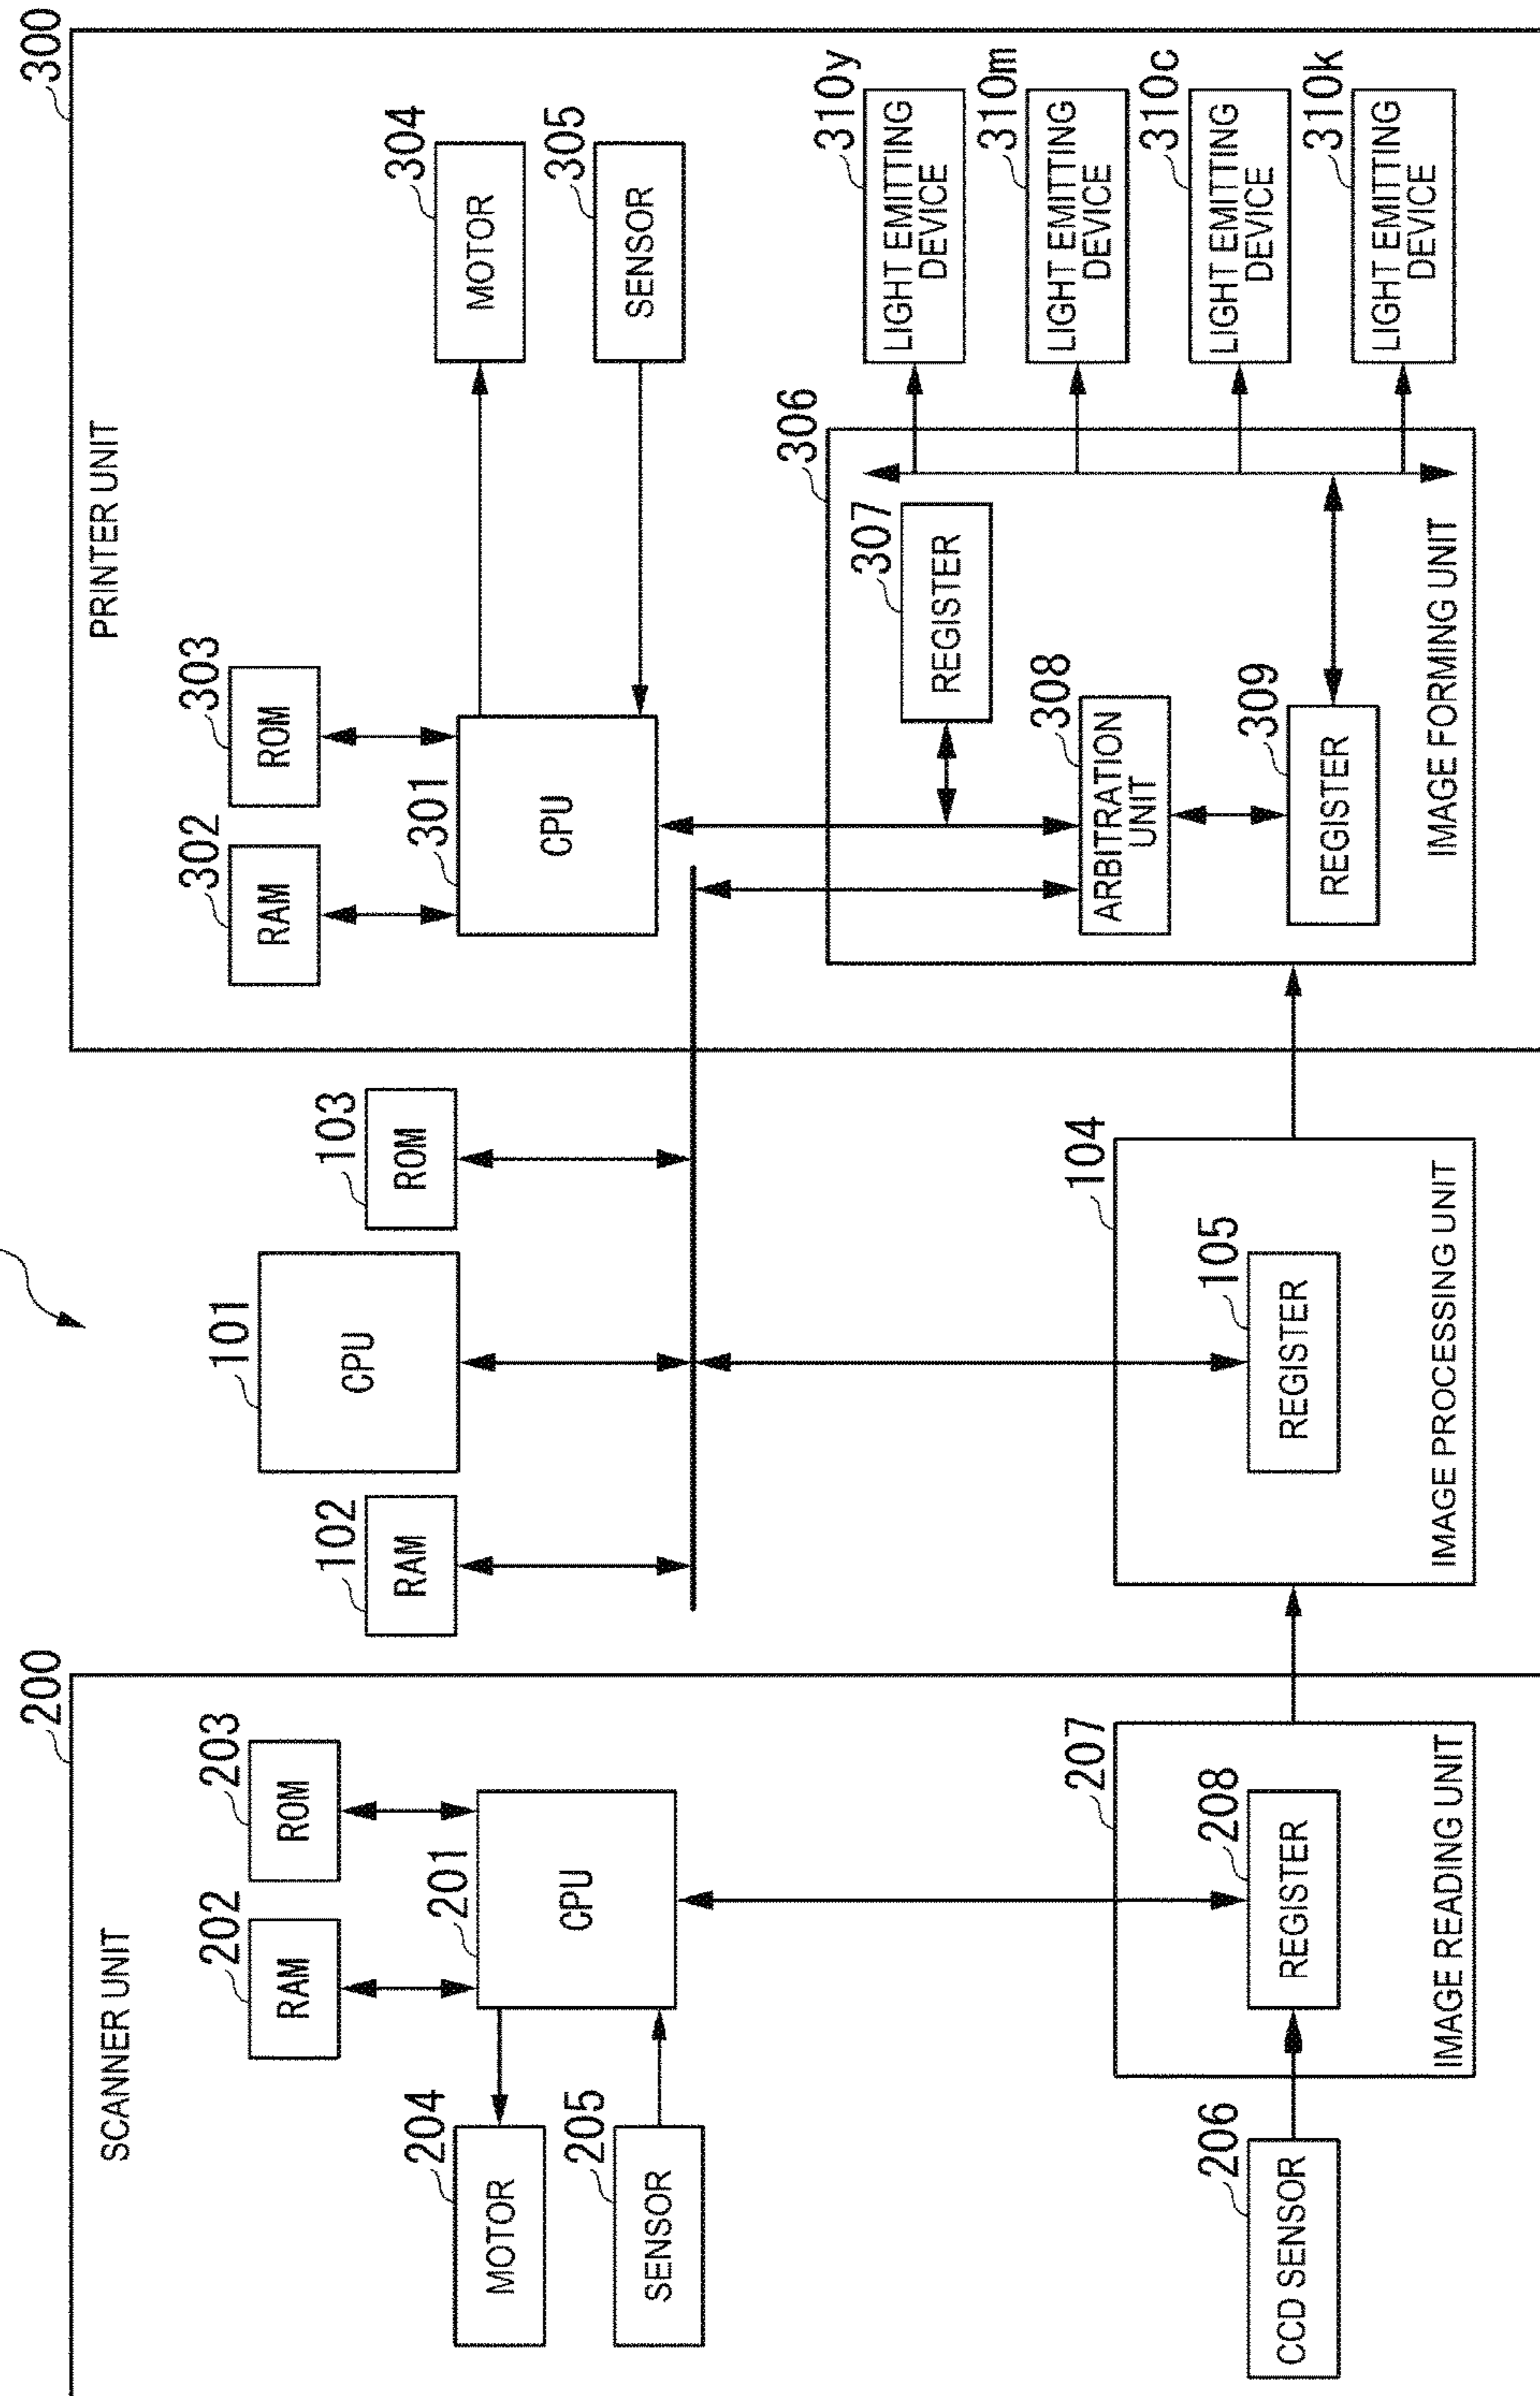 200
SCANNER UNIT
202
RAM
203
ROM
201
CPU
204
MOTOR
205
SENSOR
206
CCD SENSOR
207
208
REGISTER
IMAGE READING UNIT
101
CPU
102
RAM
103
ROM
104
105
REGISTER
IMAGE PROCESSING UNIT
300
PRINTER UNIT
302
RAM
303
ROM
301
CPU
304
MOTOR
305
SENSOR
306
307
REGISTER
308
ARBITRATION
UNIT
309
REGISTER
IMAGE FORMING UNIT
310y
LIGHT EMITTING
DEVICE
310m
LIGHT EMITTING
DEVICE
310c
LIGHT EMITTING
DEVICE
310k
LIGHT EMITTING
DEVICE